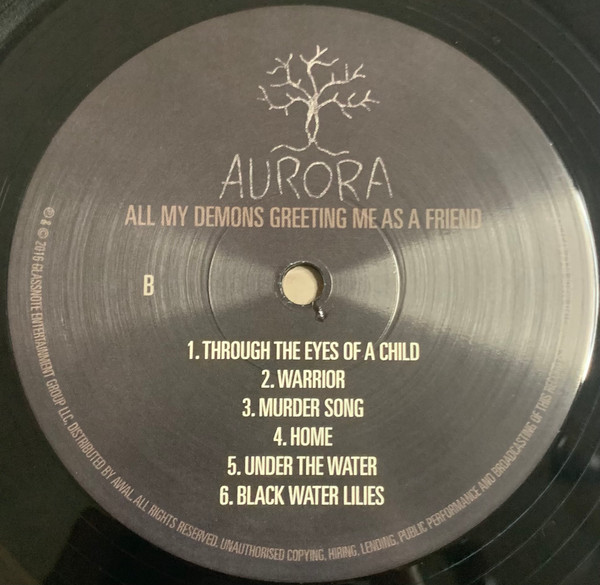 AURORA
ALL MY DEMONS GREETING ME AS A FRIEND
B
1. THROUGH THE EYES OF A CHILD
2. WARRIOR
3. MURDER SONG
4. HOME
5. UNDER THE WATER
6. BLACK WATER LILIES
℗ & © 2016 GLASSNOTE ENTERTAINMENT GROUP LLC, DISTRIBUTED BY AWAL. ALL RIGHTS RESERVED. UNAUTHORISED COPYING, HIRING, LENDING, PUBLIC PERFORMANCE AND BROADCASTING OF THIS